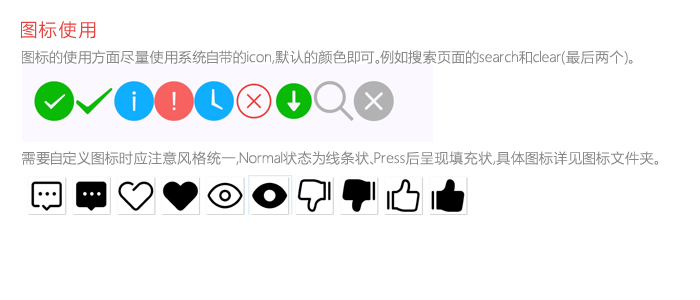 图标使用
图标的使用方面尽量使用系统自带的icon,默认的颜色即可。例如搜索页面的search和clear(最后两个)。
需要自定义图标时应注意风格统一,Normal状态为线条状、Press后呈现填充状,具体图标详见图标文件夹。